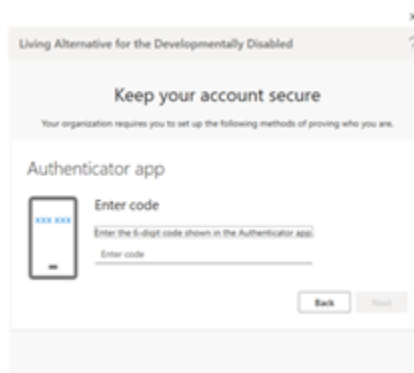 Living Alternative for the Developmentally Disabled
?
Keep your account secure
Your organization requires you to set up the following methods of proving who you are.
Authenticator app
Enter code
XXX XXX
Enter the 6-digit code shown in the Authenticator app.
Enter code
Back
Next